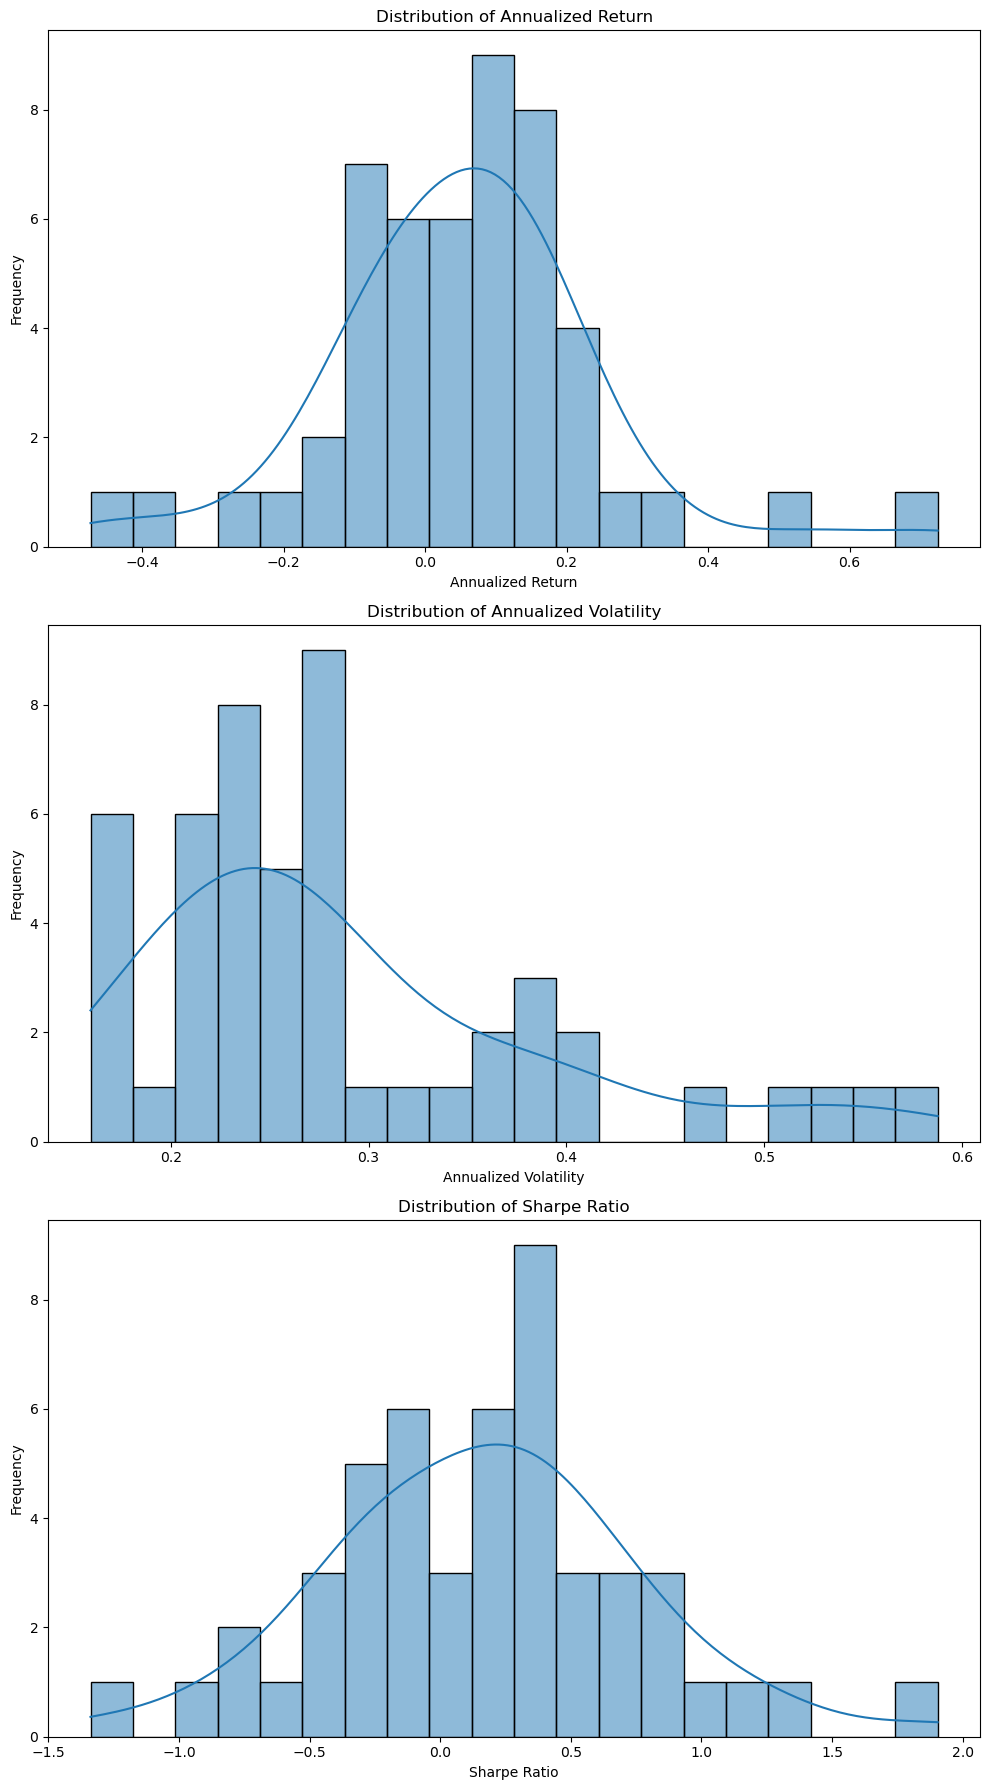 Distribution of Annualized Return
8
6
4
2
0
Frequency
−0.4 −0.2 0.0 0.2 0.4 0.6
Annualized Return
Distribution of Annualized Volatility
8
6
4
2
0
Frequency
0.2 0.3 0.4 0.5 0.6
Annualized Volatility
Distribution of Sharpe Ratio
8
6
4
2
0
Frequency
−1.5 −1.0 −0.5 0.0 0.5 1.0 1.5 2.0
Sharpe Ratio